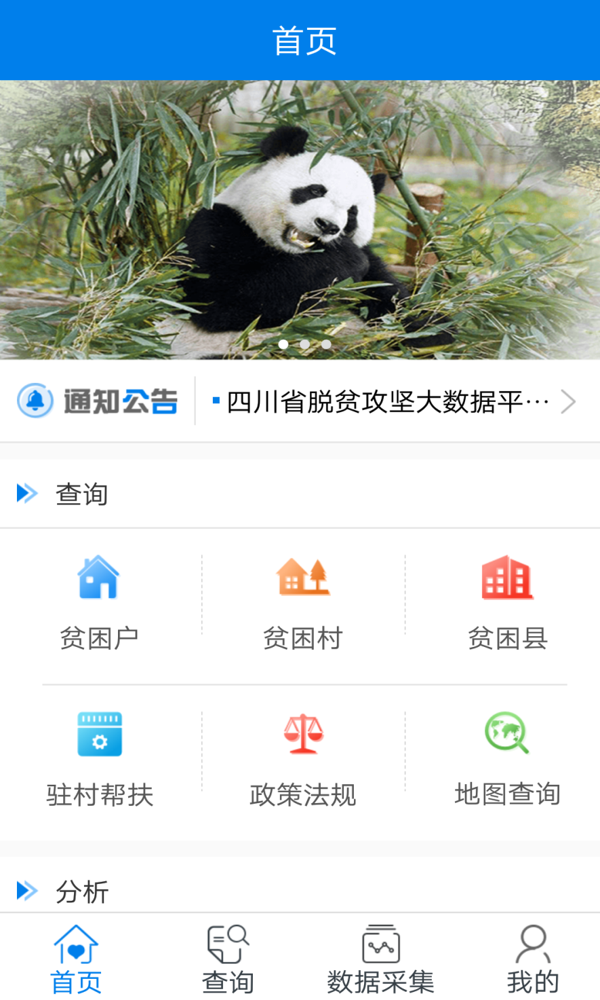 首页
通知公告
四川省脱贫攻坚大数据平…
查询
贫困户 贫困村 贫困县
驻村帮扶 政策法规 地图查询
分析
首页 查询 数据采集 我的